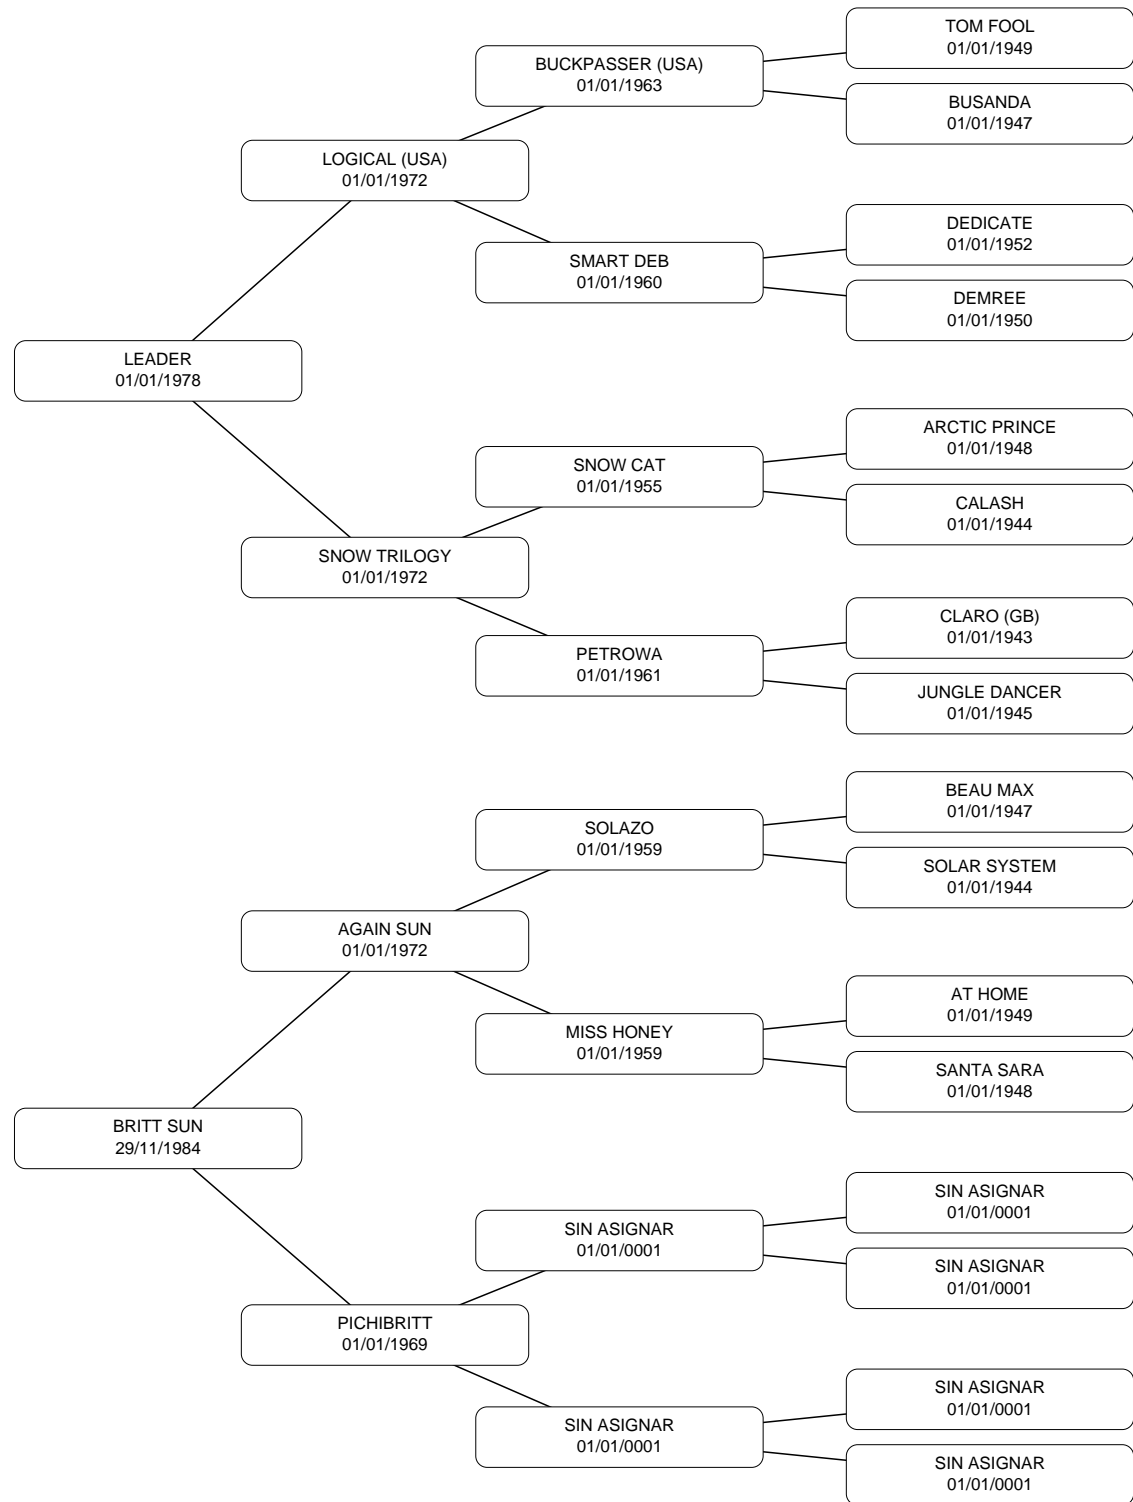 TOM FOOL
01/01/1949
BUCKPASSER (USA)
01/01/1963
BUSANDA
01/01/1947
LOGICAL (USA)
01/01/1972
DEDICATE
01/01/1952
SMART DEB
01/01/1960
DEMREE
01/01/1950
LEADER
01/01/1978
ARCTIC PRINCE
01/01/1948
SNOW CAT
01/01/1955
CALASH
01/01/1944
SNOW TRILOGY
01/01/1972
CLARO (GB)
01/01/1943
PETROWA
01/01/1961
JUNGLE DANCER
01/01/1945
BEAU MAX
01/01/1947
SOLAZO
01/01/1959
SOLAR SYSTEM
01/01/1944
AGAIN SUN
01/01/1972
AT HOME
01/01/1949
MISS HONEY
01/01/1959
SANTA SARA
01/01/1948
BRITT SUN
29/11/1984
SIN ASIGNAR
01/01/0001
SIN ASIGNAR
01/01/0001
SIN ASIGNAR
01/01/0001
PICHIBRITT
01/01/1969
SIN ASIGNAR
01/01/0001
SIN ASIGNAR
01/01/0001
SIN ASIGNAR
01/01/0001